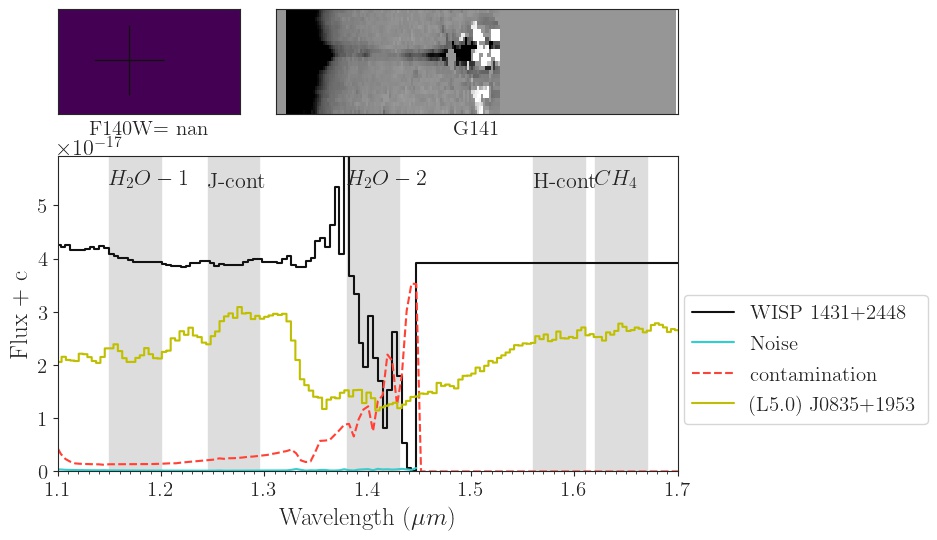 F140W= nan
G141
×10⁻¹⁷
H₂O − 1
J-cont
H₂O − 2
H-cont
CH₄
5
4
3
2
1
0
Flux + c
1.1
1.2
1.3
1.4
1.5
1.6
1.7
Wavelength (μm)
WISP 1431+2448
Noise
contamination
(L5.0) J0835+1953